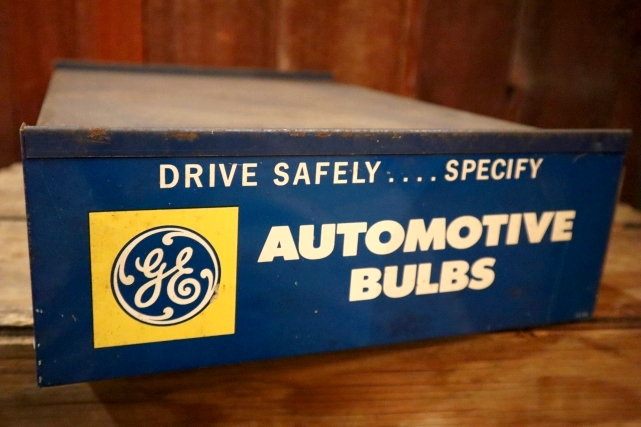 DRIVE SAFELY....SPECIFY
GE
AUTOMOTIVE
BULBS